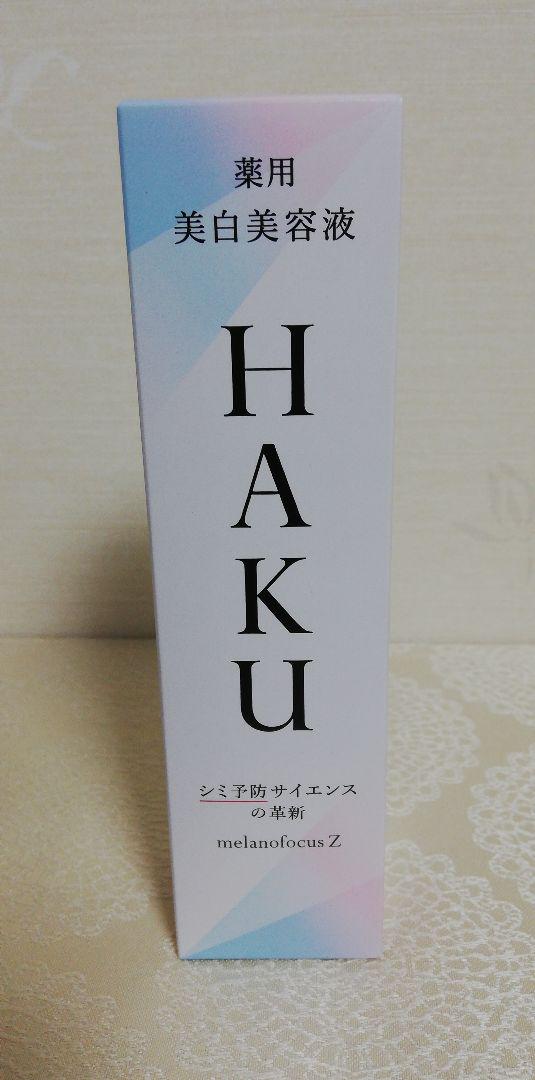 薬用
美白美容液
HAKU
シミ予防サイエンス
の革新
melanofocus Z